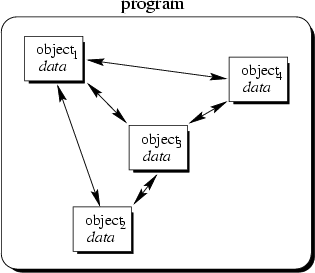 program
object1
data
object4
data
object3
data
object2
data